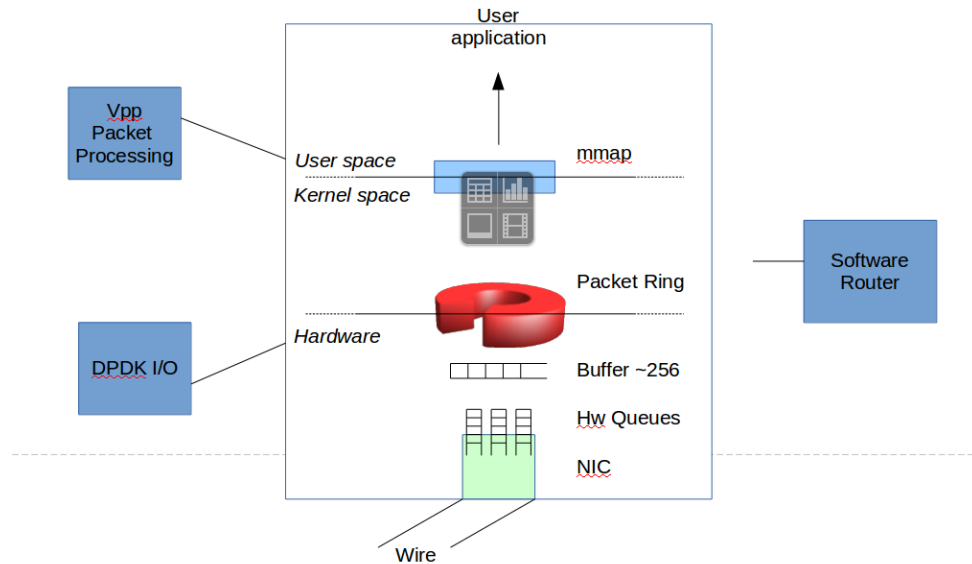 User
application
Vpp
Packet
Processing
User space
mmap
Kernel space
Software
Router
Packet Ring
Hardware
DPDK I/O
Buffer ~256
Hw Queues
NIC
Wire